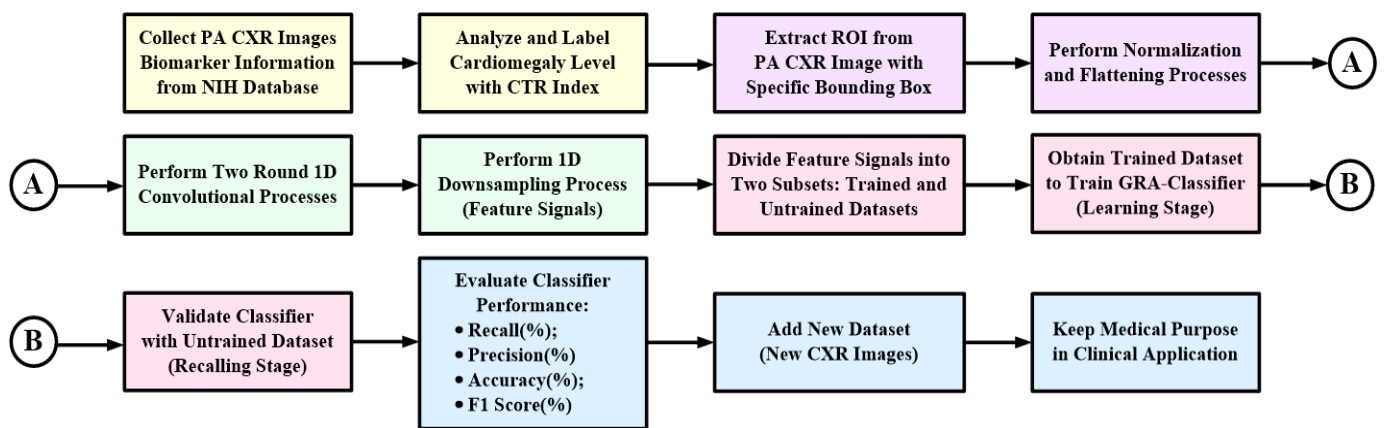 Collect PA CXR Images
Biomarker Information
from NIH Database
Analyze and Label
Cardiomegaly Level
with CTR Index
Extract ROI from
PA CXR Image with
Specific Bounding Box
Perform Normalization
and Flattening Processes
A
A
Perform Two Round 1D
Convolutional Processes
Perform 1D
Downsampling Process
(Feature Signals)
Divide Feature Signals into
Two Subsets: Trained and
Untrained Datasets
Obtain Trained Dataset
to Train GRA-Classifier
(Learning Stage)
B
B
Validate Classifier
with Untrained Dataset
(Recalling Stage)
Evaluate Classifier
Performance:
• Recall(%);
• Precision(%)
• Accuracy(%);
• F1 Score(%)
Add New Dataset
(New CXR Images)
Keep Medical Purpose
in Clinical Application